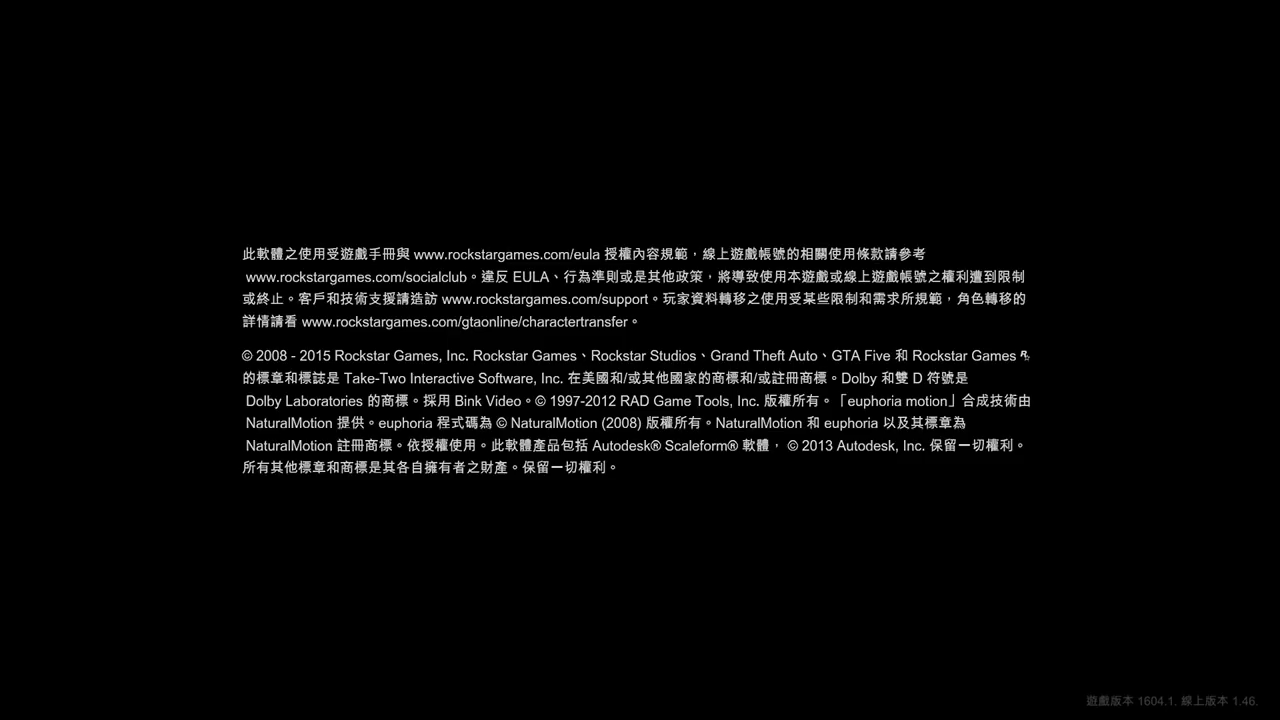 此軟體之使用受遊戲手冊與 www.rockstargames.com/eula 授權內容規範，線上遊戲帳號的相關使用條款請參考
www.rockstargames.com/socialclub。違反 EULA、行為準則或是其他政策，將導致使用本遊戲或線上遊戲帳號之權利遭到限制
或終止。客戶和技術支援請造訪 www.rockstargames.com/support。玩家資料轉移之使用受某些限制和需求所規範，角色轉移的
詳情請看 www.rockstargames.com/gtaonline/charactertransfer。
© 2008 - 2015 Rockstar Games, Inc. Rockstar Games、Rockstar Studios、Grand Theft Auto、GTA Five 和 Rockstar Games R*
的標章和標誌是 Take-Two Interactive Software, Inc. 在美國和/或其他國家的商標和/或註冊商標。Dolby 和雙 D 符號是
Dolby Laboratories 的商標。採用 Bink Video。© 1997-2012 RAD Game Tools, Inc. 版權所有。「euphoria motion」合成技術由
NaturalMotion 提供。euphoria 程式碼為 © NaturalMotion (2008) 版權所有。NaturalMotion 和 euphoria 以及其標章為
NaturalMotion 註冊商標。依授權使用。此軟體產品包括 Autodesk® Scaleform® 軟體， © 2013 Autodesk, Inc. 保留一切權利。
所有其他標章和商標是其各自擁有者之財產。保留一切權利。
遊戲版本 1604.1. 線上版本 1.46.